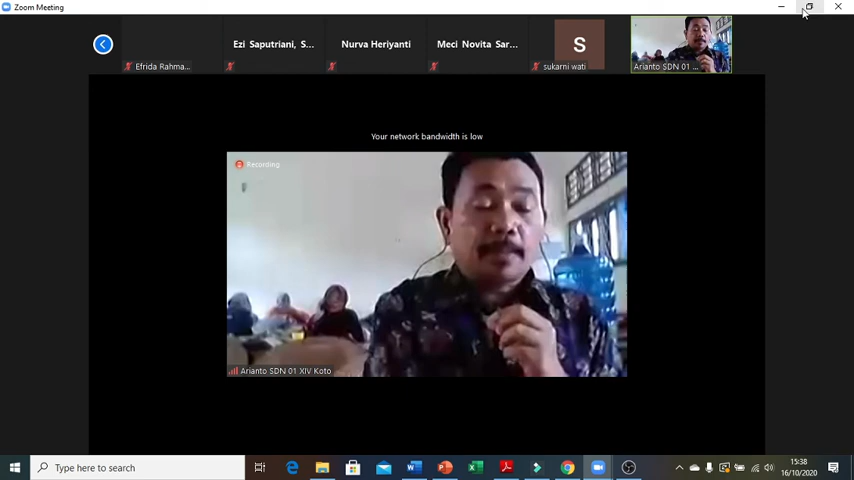 Zoom Meeting
Efrida Rahma...
Ezi Saputriani, S...
Nurva Heriyanti
Meci Novita Sar...
S
sukarni wati
Arianto SDN 01 ...
Your network bandwidth is low
Recording
Arianto SDN 01 XIV Koto
Type here to search
15:38
16/10/2020